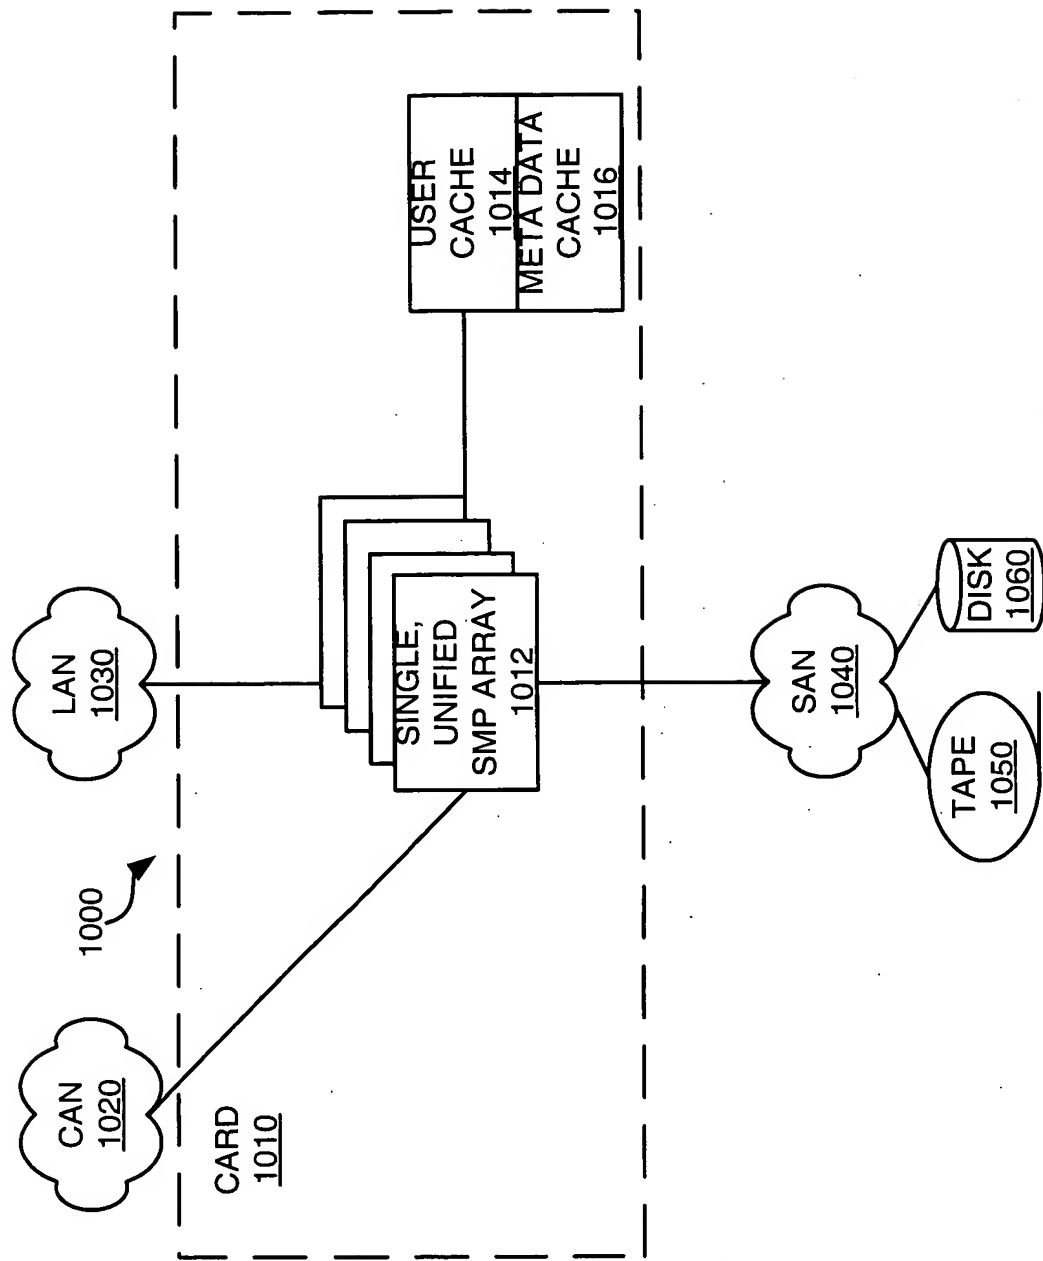 CAN
1020
1000
LAN
1030
CARD
1010
SINGLE,
UNIFIED
SMP ARRAY
1012
USER
CACHE
1014
META DATA
CACHE
1016
SAN
1040
TAPE
1050
DISK
1060